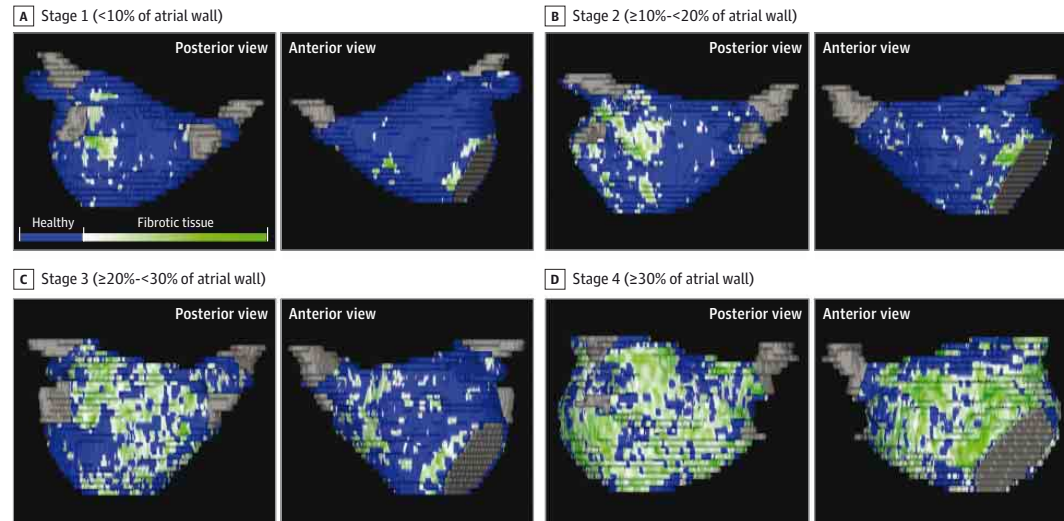 A Stage 1 (<10% of atrial wall)
Posterior view
Anterior view
Healthy
Fibrotic tissue
B Stage 2 (≥10%-<20% of atrial wall)
Posterior view
Anterior view
C Stage 3 (≥20%-<30% of atrial wall)
Posterior view
Anterior view
D Stage 4 (≥30% of atrial wall)
Posterior view
Anterior view